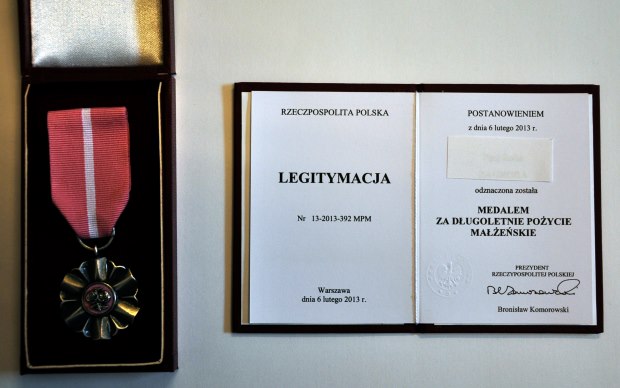 RZECZPOSPOLITA POLSKA
LEGITYMACJA
Nr 13-2013-392 MPM
Warszawa
dnia 6 lutego 2013 r.
POSTANOWIENIEM
z dnia 6 lutego 2013 r.
odznaczona została
MEDALEM
ZA DŁUGOLETNIE POŻYCIE
MAŁŻEŃSKIE
PREZYDENT
RZECZYPOSPOLITEJ POLSKIEJ
Bronisław Komorowski